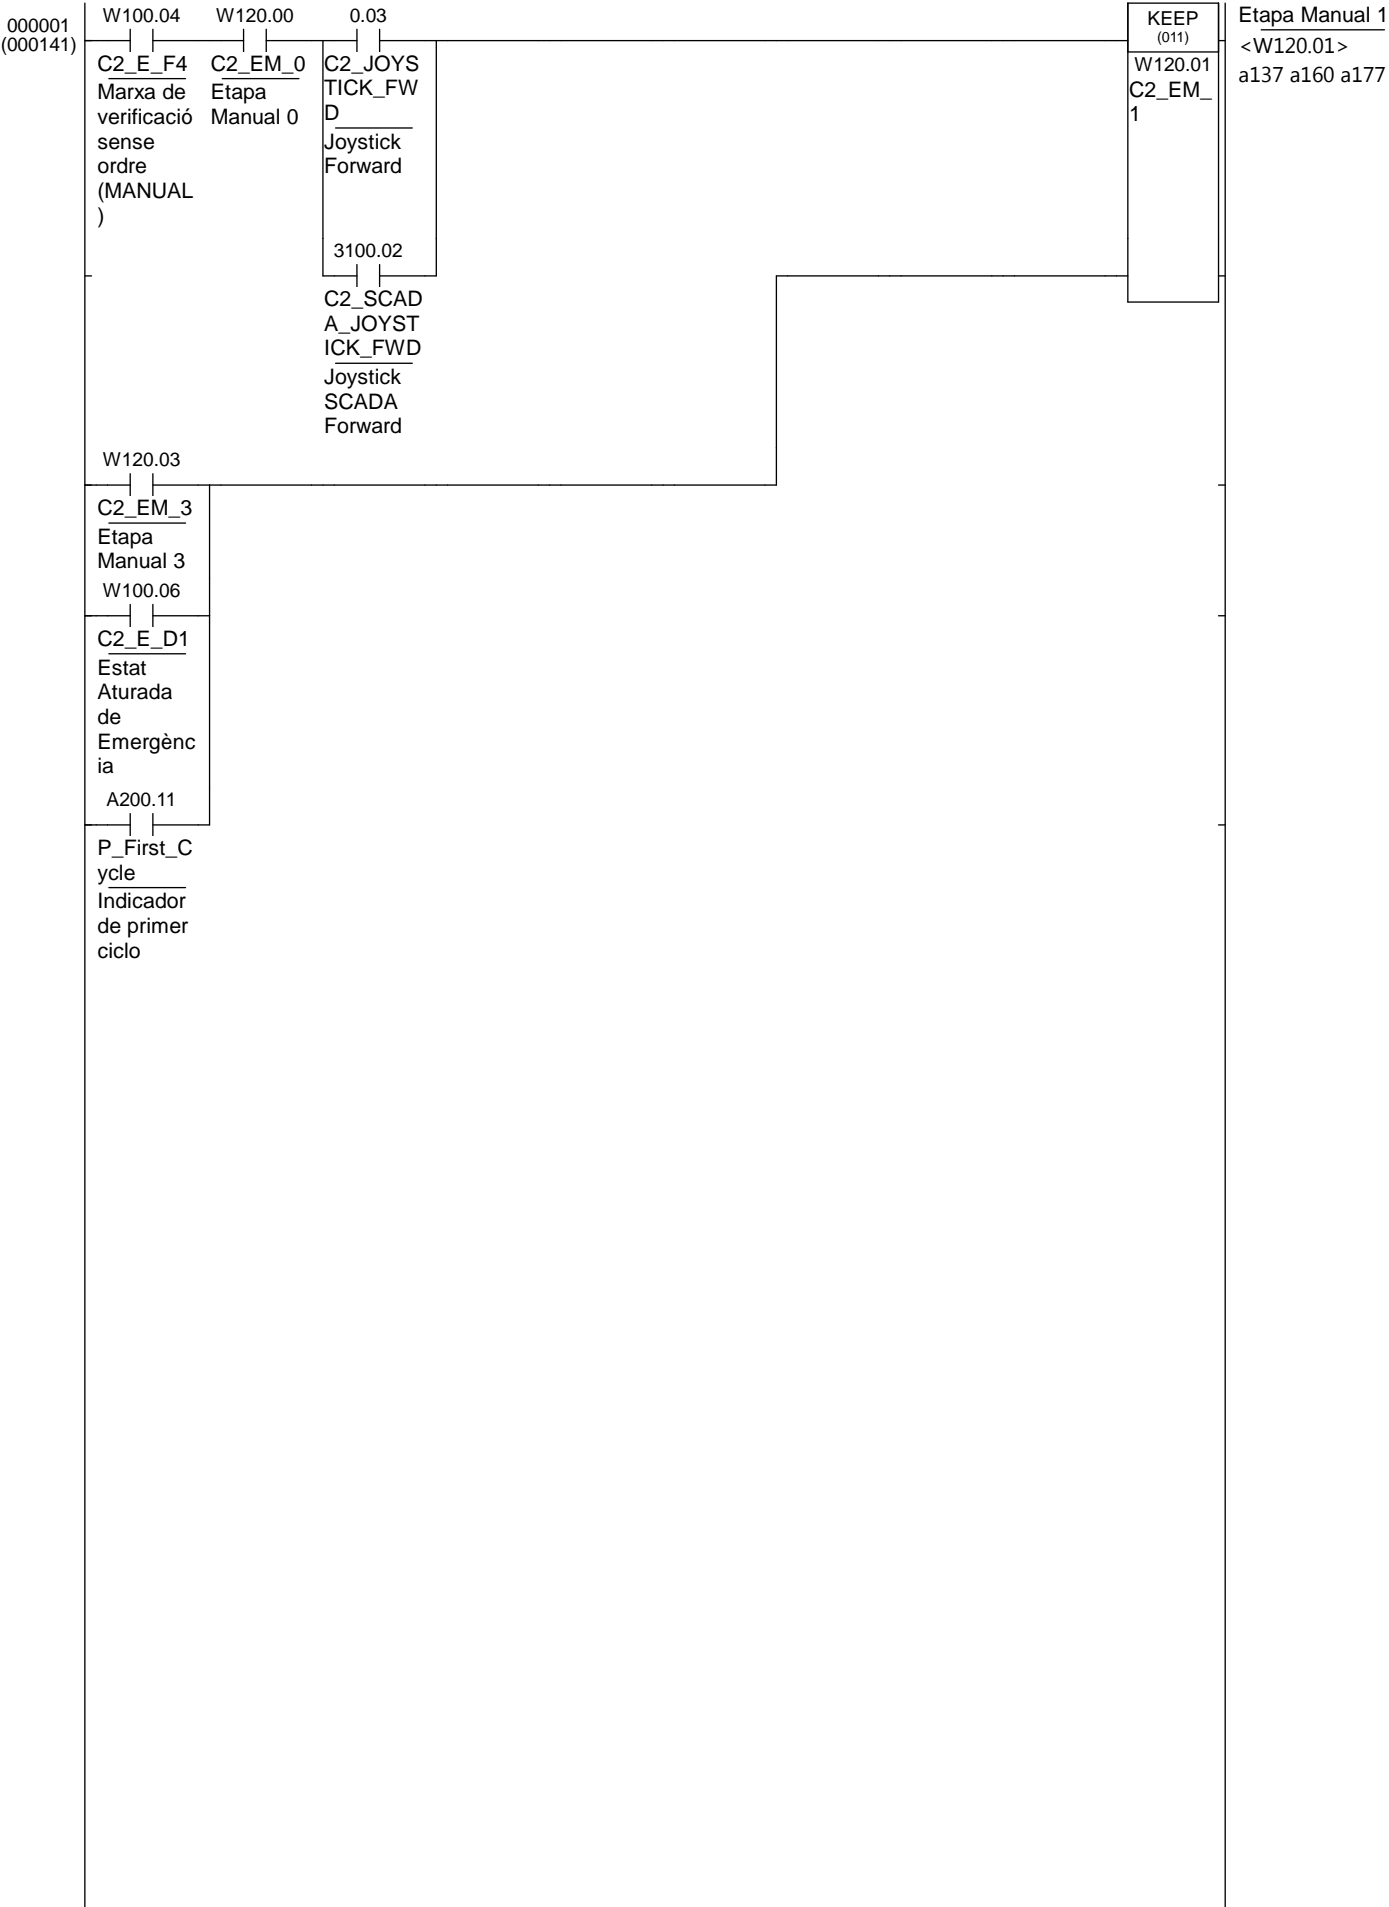 000001
(000141)
W100.04 W120.00 0.03
C2_E_F4
Marxa de
verificació
sense
ordre
(MANUAL
)
C2_EM_0
Etapa
Manual 0
C2_JOYS
TICK_FW
D
Joystick
Forward
KEEP
(011)
W120.01
C2_EM_
1
Etapa Manual 1
<W120.01>
a137 a160 a177
3100.02
C2_SCAD
A_JOYST
ICK_FWD
Joystick
SCADA
Forward
W120.03
C2_EM_3
Etapa
Manual 3
W100.06
C2_E_D1
Estat
Aturada
de
Emergènc
ia
A200.11
P_First_C
ycle
Indicador
de primer
ciclo